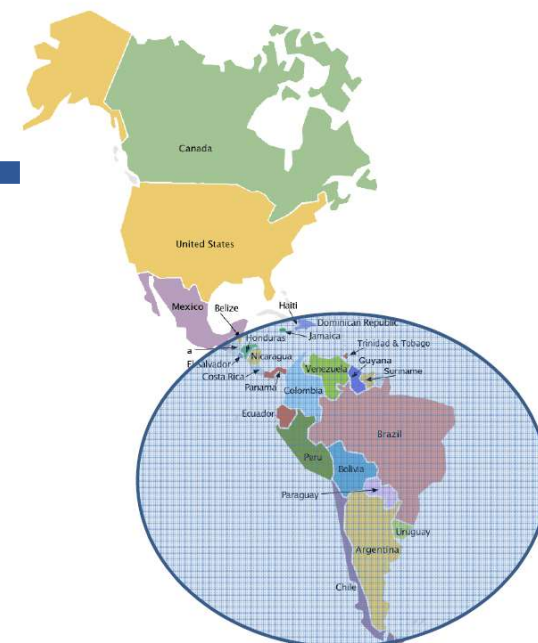 Canada
United States
Mexico
Belize
Haiti
Dominican Republic
Honduras
Jamaica
a
El salvador
Nicaragua
Trinidad & Tobago
Costa Rica
Venezuela
Guyana
Panama
Suriname
Colombia
Ecuador
Brazil
Peru
Bolivia
Paraguay
Uruguay
Argentina
Chile